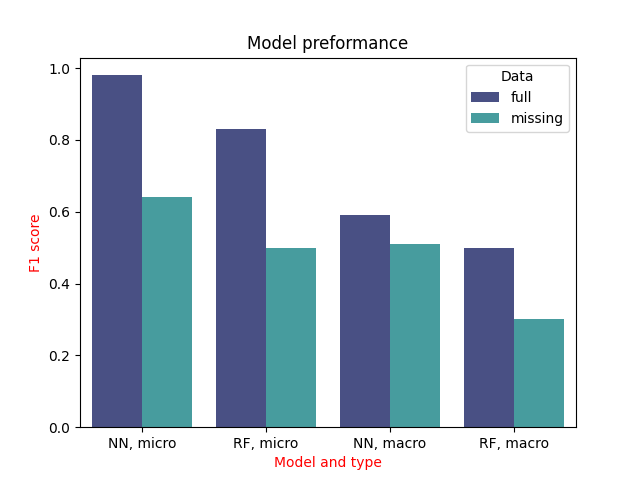 Model preformance
Data
full
missing
1.0
0.8
0.6
0.4
0.2
0.0
F1 score
NN, micro RF, micro NN, macro RF, macro
Model and type